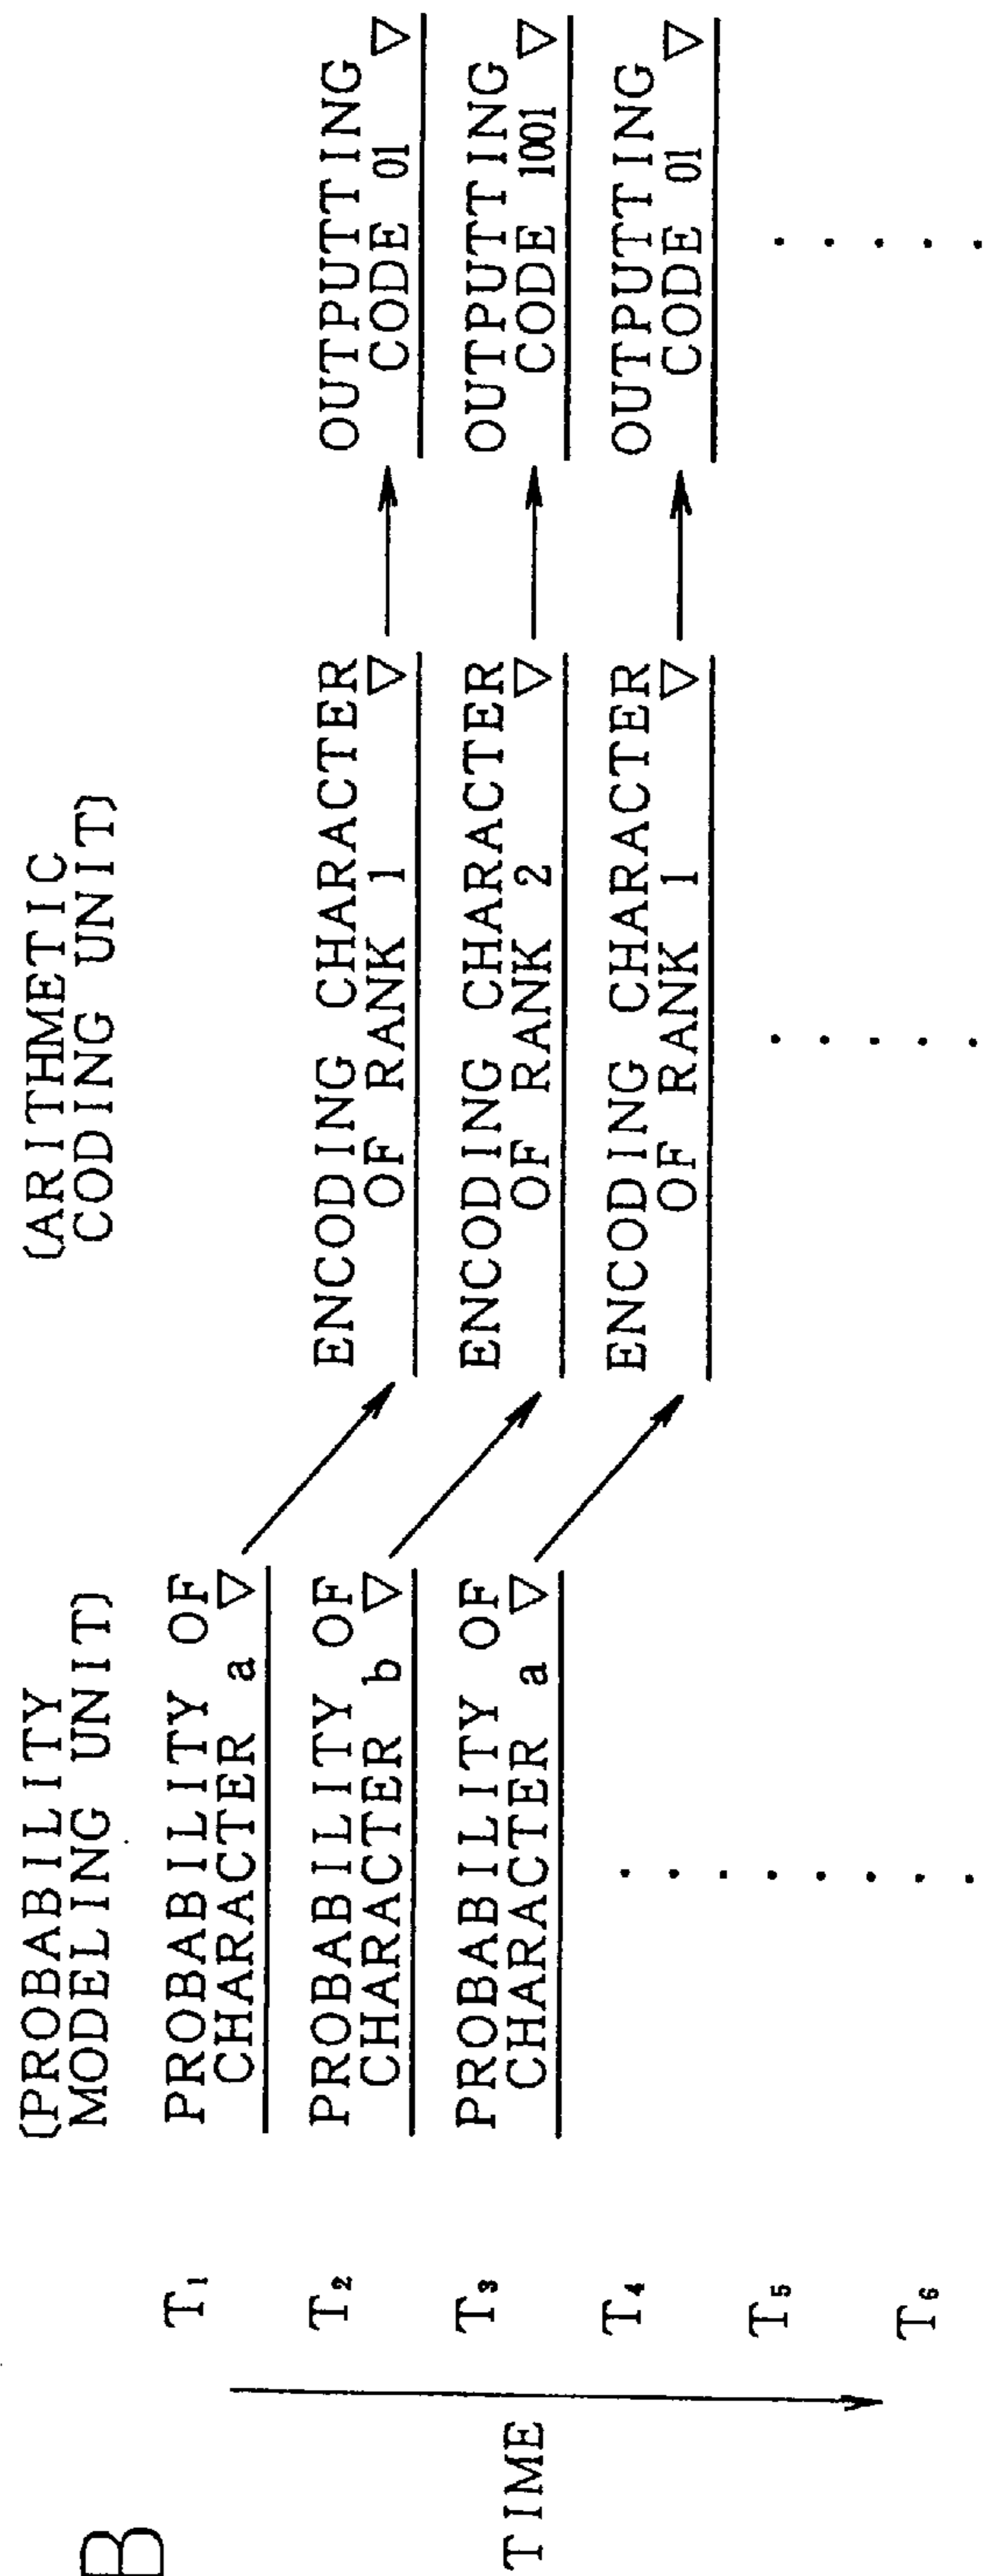 B
(PROBABILITY
MODELING UNIT)
(ARITHMETIC
CODING UNIT)
TIME
T₁
PROBABILITY OF
CHARACTER a ▽
T₂
PROBABILITY OF
CHARACTER b ▽
ENCODING CHARACTER
OF RANK 1 ▽
OUTPUTTING
CODE 01 ▽
T₃
PROBABILITY OF
CHARACTER a ▽
ENCODING CHARACTER
OF RANK 2 ▽
OUTPUTTING
CODE 1001 ▽
T₄
ENCODING CHARACTER
OF RANK 1 ▽
OUTPUTTING
CODE 01 ▽
T₅
T₆